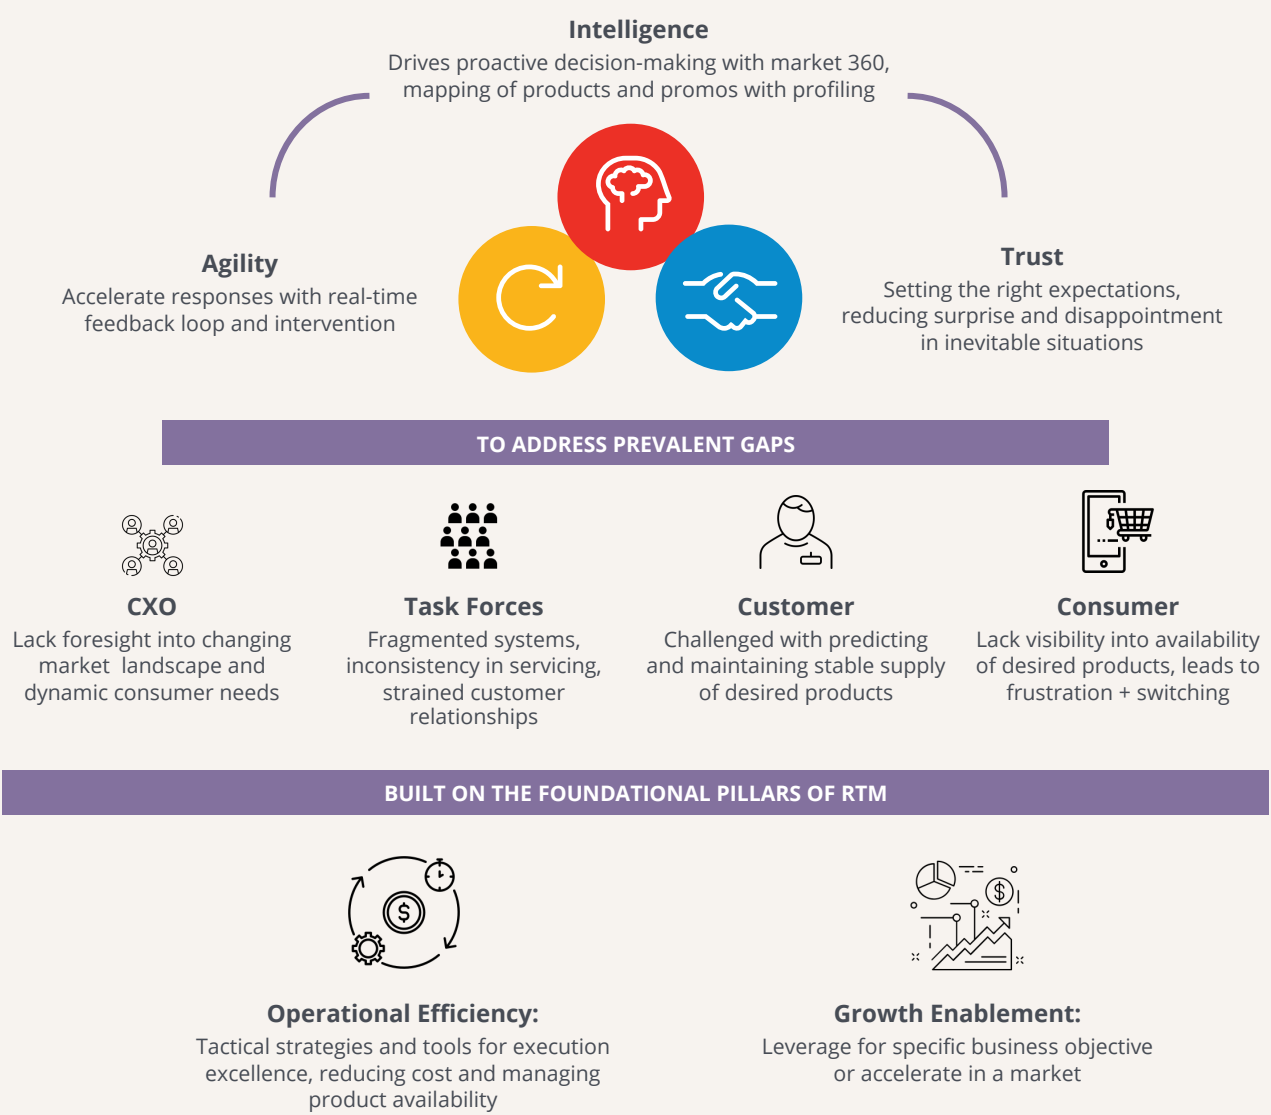 Intelligence
Drives proactive decision-making with market 360,
mapping of products and promos with profiling
Agility
Accelerate responses with real-time
feedback loop and intervention
Trust
Setting the right expectations,
reducing surprise and disappointment
in inevitable situations
TO ADDRESS PREVALENT GAPS
CXO
Lack foresight into changing
market landscape and
dynamic consumer needs
Task Forces
Fragmented systems,
inconsistency in servicing,
strained customer
relationships
Customer
Challenged with predicting
and maintaining stable supply
of desired products
Consumer
Lack visibility into availability
of desired products, leads to
frustration + switching
BUILT ON THE FOUNDATIONAL PILLARS OF RTM
$
$
Operational Efficiency:
Tactical strategies and tools for execution
excellence, reducing cost and managing
product availability
Growth Enablement:
Leverage for specific business objective
or accelerate in a market